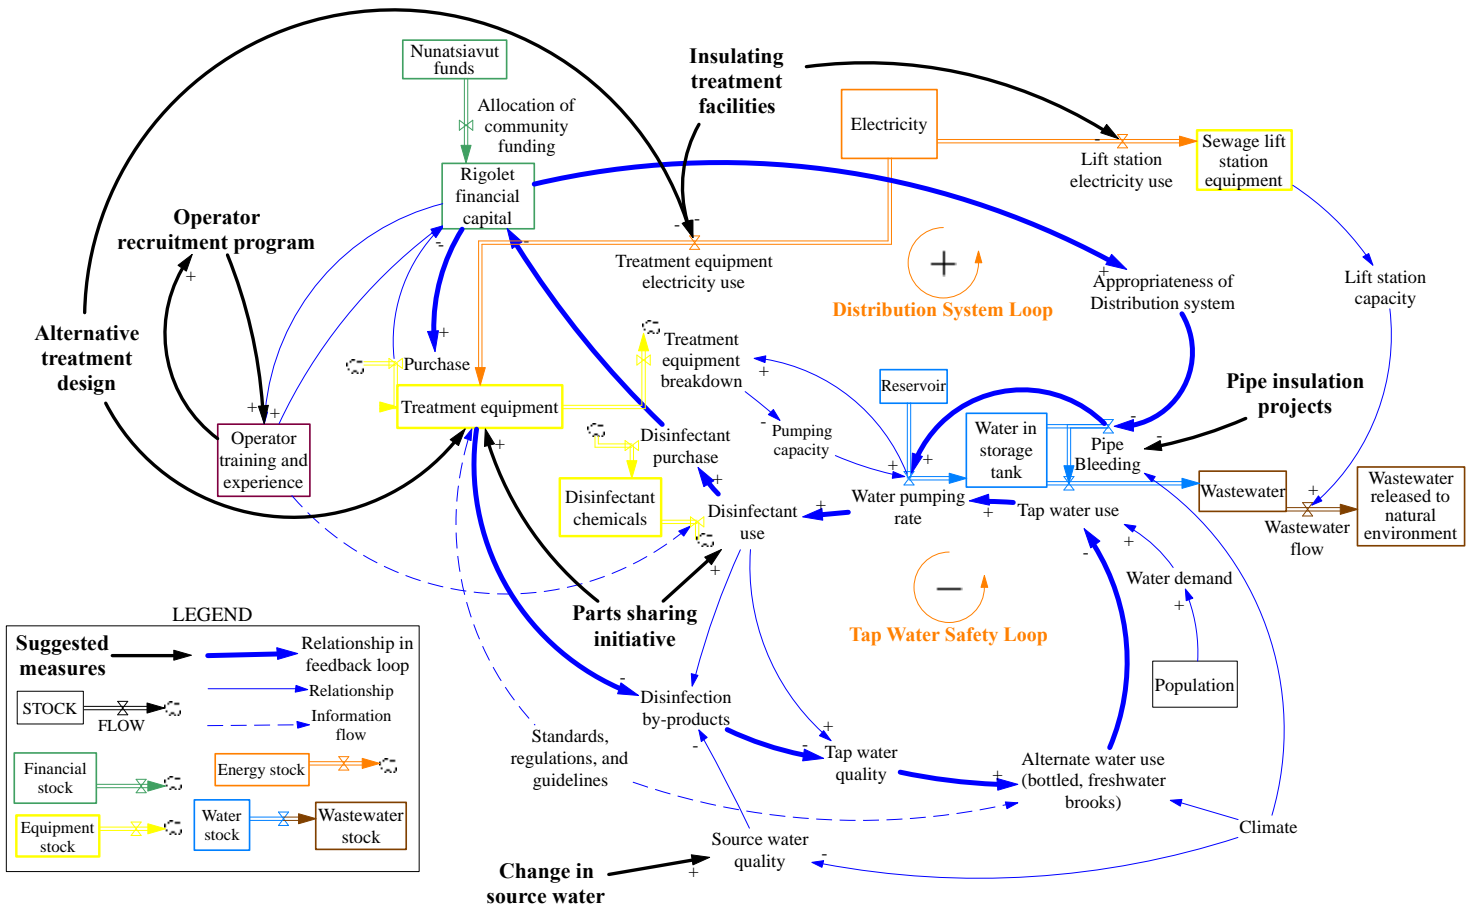 Nunatsiavut
funds
Allocation of
community
funding
Rigolet
financial
capital
Insulating
treatment
facilities
Electricity
Lift station
electricity use
Sewage lift
station
equipment
Operator
recruitment program
Treatment equipment
electricity use
Distribution System Loop
Appropriateness of
Distribution system
Lift station
capacity
Alternative
treatment
design
Purchase
Treatment
equipment
breakdown
Reservoir
Pipe insulation
projects
Treatment equipment
Operator
training and
experience
Disinfectant
purchase
Pumping
capacity
Water in
storage
tank
Pipe
Bleeding
Disinfectant
chemicals
Disinfectant
use
Water pumping
rate
Tap water use
Wastewater
Wastewater
flow
Wastewater
released to
natural
environment
Water demand
Parts sharing
initiative
Tap Water Safety Loop
Population
Disinfection
by-products
Standards,
regulations, and
guidelines
Tap water
quality
Alternate water use
(bottled, freshwater
brooks)
Climate
Source water
quality
Change in
source water
LEGEND
Suggested
measures
Relationship in
feedback loop
Relationship
STOCK
FLOW
Information
flow
Financial
stock
Energy stock
Equipment
stock
Water
stock
Wastewater
stock